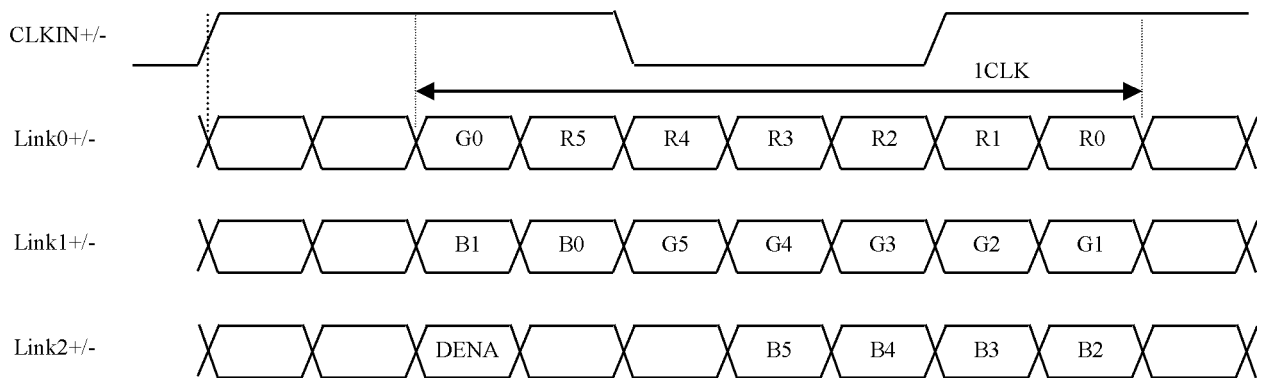 CLKIN+/-
1CLK
Link0+/- G0 R5 R4 R3 R2 R1 R0
Link1+/- B1 B0 G5 G4 G3 G2 G1
Link2+/- DENA B5 B4 B3 B2